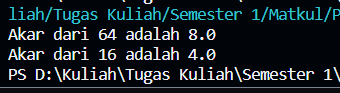 liah/Tugas Kuliah/Semester 1/Matkul/P
Akar dari 64 adalah 8.0
Akar dari 16 adalah 4.0
PS D:\Kuliah\Tugas Kuliah\Semester 1\